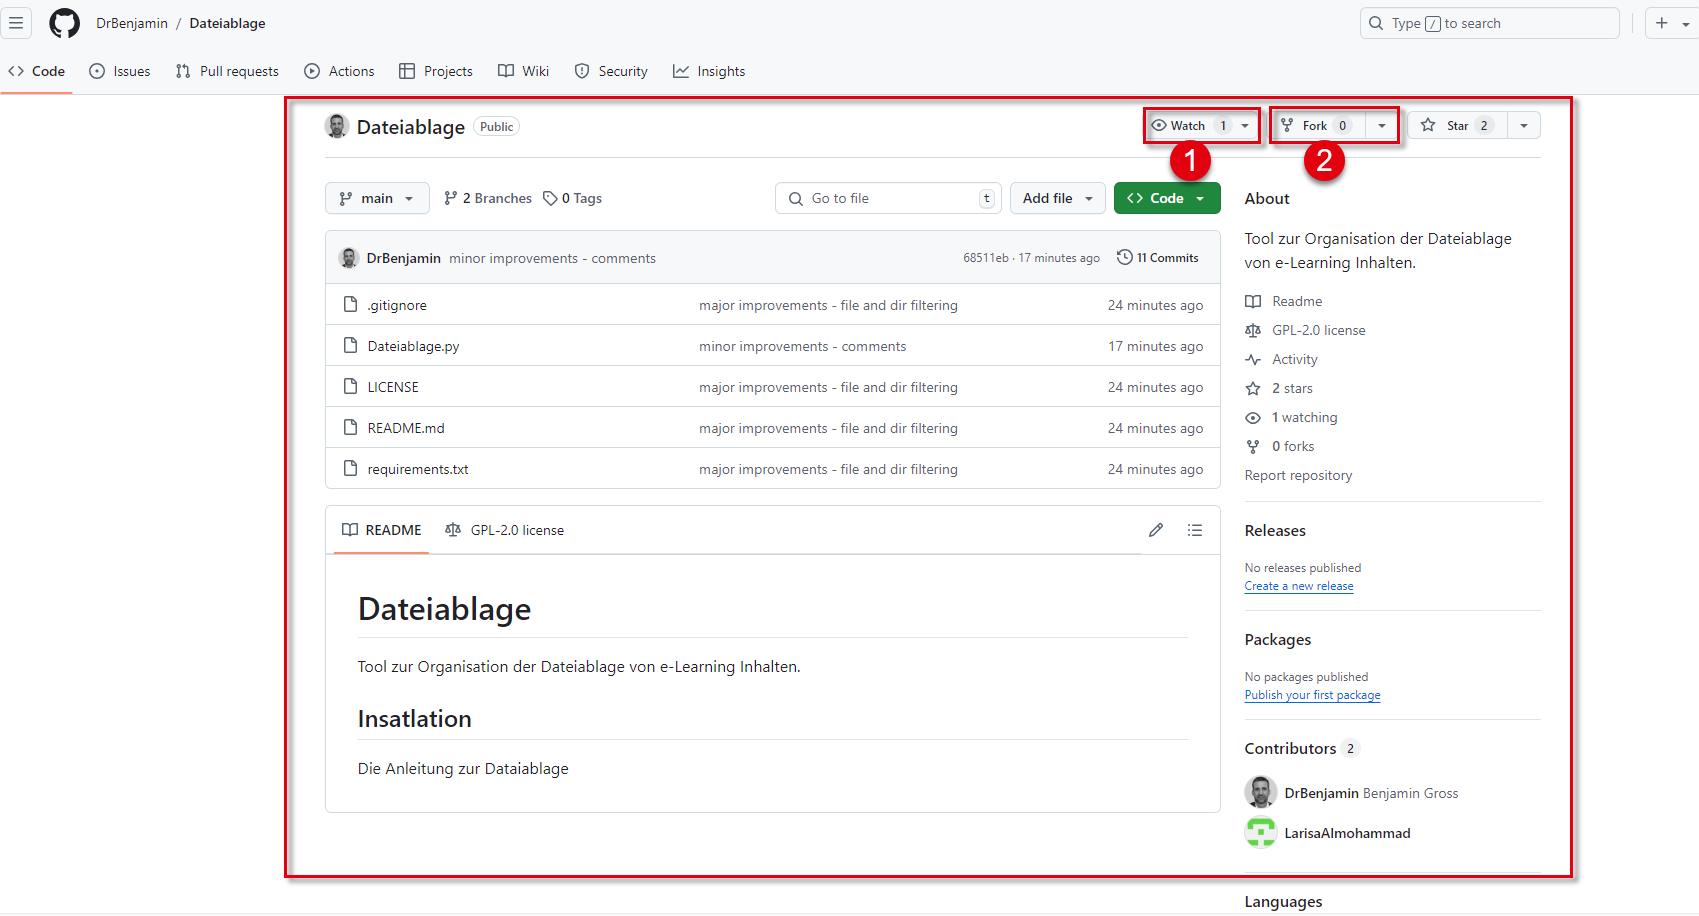 DrBenjamin / Dateiablage
Type / to search
Code Issues Pull requests Actions Projects Wiki Security Insights
Dateiablage Public
Watch 1 Fork 0 Star 2
1 2
main 2 Branches 0 Tags Go to file t Add file Code
DrBenjamin minor improvements - comments 68511eb · 17 minutes ago 11 Commits
.gitignore major improvements - file and dir filtering 24 minutes ago
Dateiablage.py minor improvements - comments 17 minutes ago
LICENSE major improvements - file and dir filtering 24 minutes ago
README.md major improvements - file and dir filtering 24 minutes ago
requirements.txt major improvements - file and dir filtering 24 minutes ago
README GPL-2.0 license
Dateiablage
Tool zur Organisation der Dateiablage von e-Learning Inhalten.
Insatlation
Die Anleitung zur Dataiablage
About
Tool zur Organisation der Dateiablage
von e-Learning Inhalten.
Readme
GPL-2.0 license
Activity
2 stars
1 watching
0 forks
Report repository
Releases
No releases published
Create a new release
Packages
No packages published
Publish your first package
Contributors 2
DrBenjamin Benjamin Gross
LarisaAlmohammad
Languages